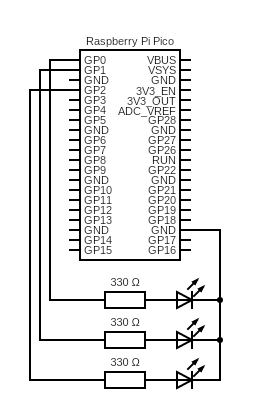 Raspberry Pi Pico
GP0 VBUS
GP1 VSYS
GND GND
GP2 3V3_EN
GP3 3V3_OUT
GP4 ADC_VREF
GP5 GP28
GND GND
GP6 GP27
GP7 GP26
GP8 RUN
GP9 GP22
GND GND
GP10 GP21
GP11 GP20
GP12 GP19
GP13 GP18
GND GND
GP14 GP17
GP15 GP16
330 Ω
330 Ω
330 Ω